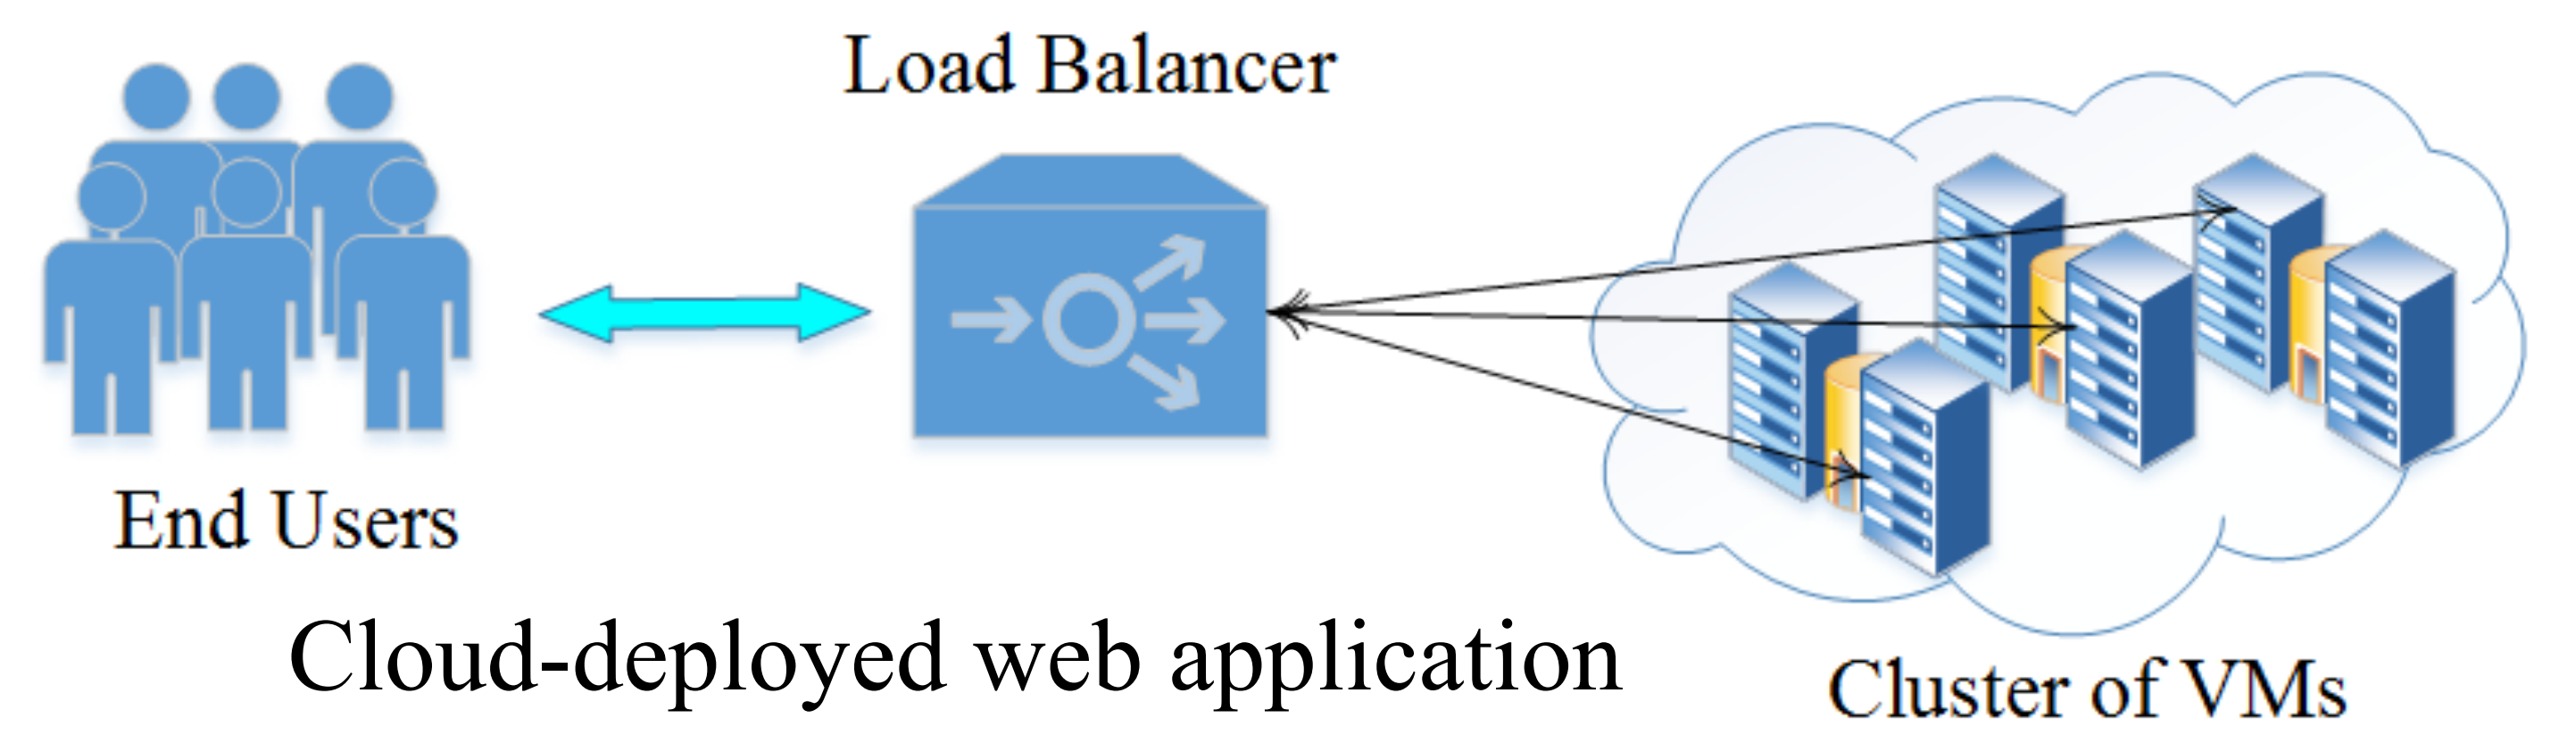 Load Balancer
End Users
Cloud-deployed web application
Cluster of VMs